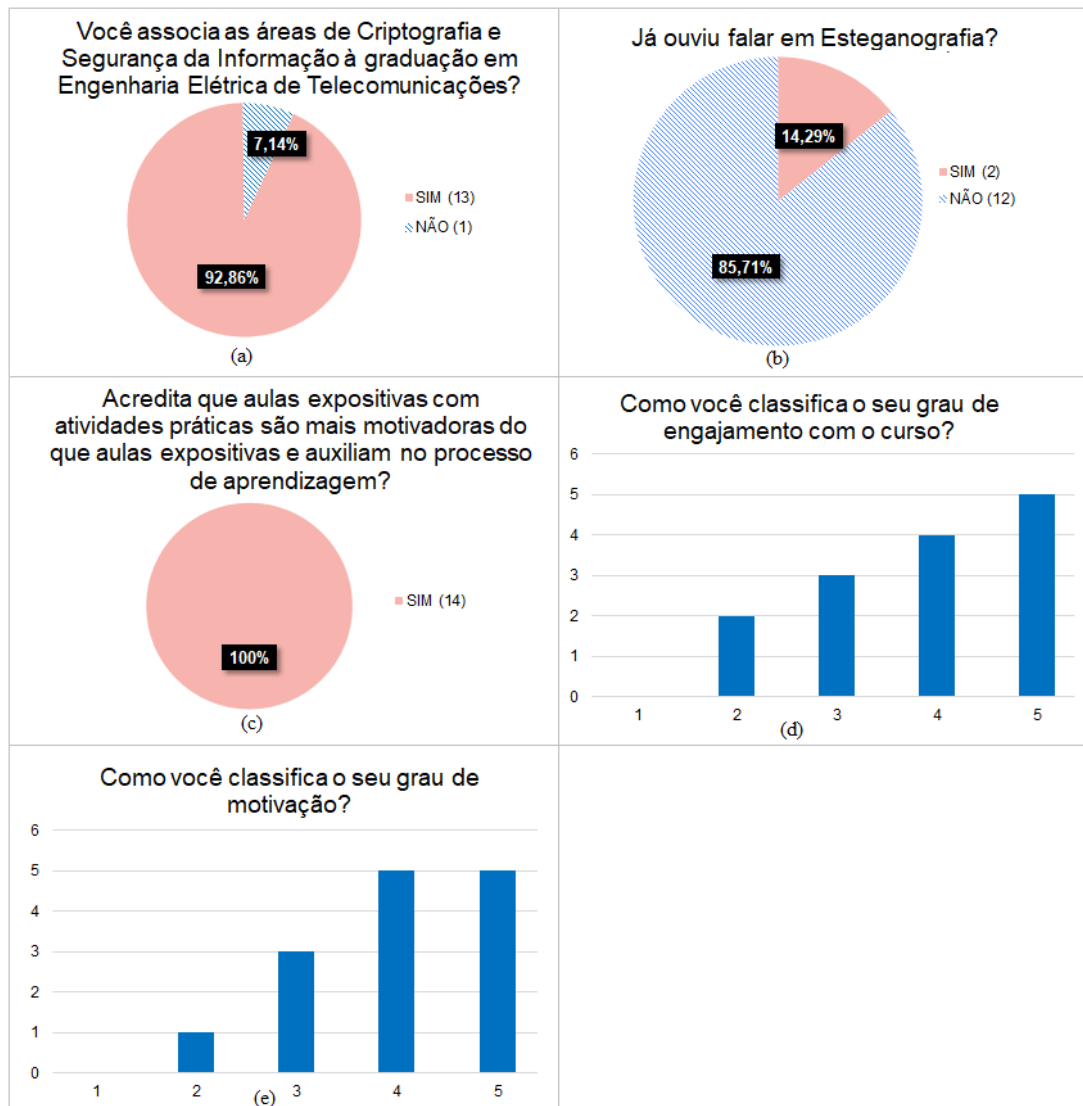 Você associa as áreas de Criptografia e
Segurança da Informação à graduação em
Engenharia Elétrica de Telecomunicações?
7,14%
SIM (13)
NÃO (1)
92,86%
(a)
Já ouviu falar em Esteganografia?
14,29%
SIM (2)
NÃO (12)
85,71%
(b)
Acredita que aulas expositivas com
atividades práticas são mais motivadoras do
que aulas expositivas e auxiliam no processo
de aprendizagem?
SIM (14)
100%
(c)
Como você classifica o seu grau de
engajamento com o curso?
6
5
4
3
2
1
0
1 2 3 4 5
(d)
Como você classifica o seu grau de
motivação?
6
5
4
3
2
1
0
1 2 3 4 5
(e)